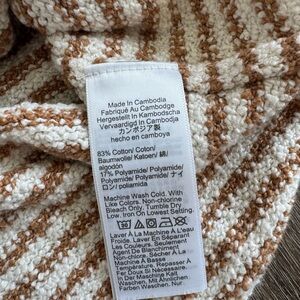 Made In Cambodia
Fabriqué Au Cambodge
Hergestellt In Kambodscha
Vervaardigd In Cambodja
カンボジア製
hecho en camboya
83% Cotton/ Coton/
Baumwolle/ Katoen/ 綿/
algodón
17% Polyamide/ Polyamide/
Polyamide/ Polyamide/ ナイ
ロン/ poliamida
Machine Wash Cold. With
Like Colors. Non-chlorine
Bleach Only. Tumble Dry
Low. Iron On Lowest Setting.
Laver À La Machine À L'eau
Froide. Laver En Séparant
Les Couleurs. Seulement
Agent De Blanchiment Non-
chlore. Sécher À La
Machine À Basse
Température. Repasser À
Fer Doux Si Nécessaire.
In Der Maschine Kalt. Mit
Farben Waschen. Nur